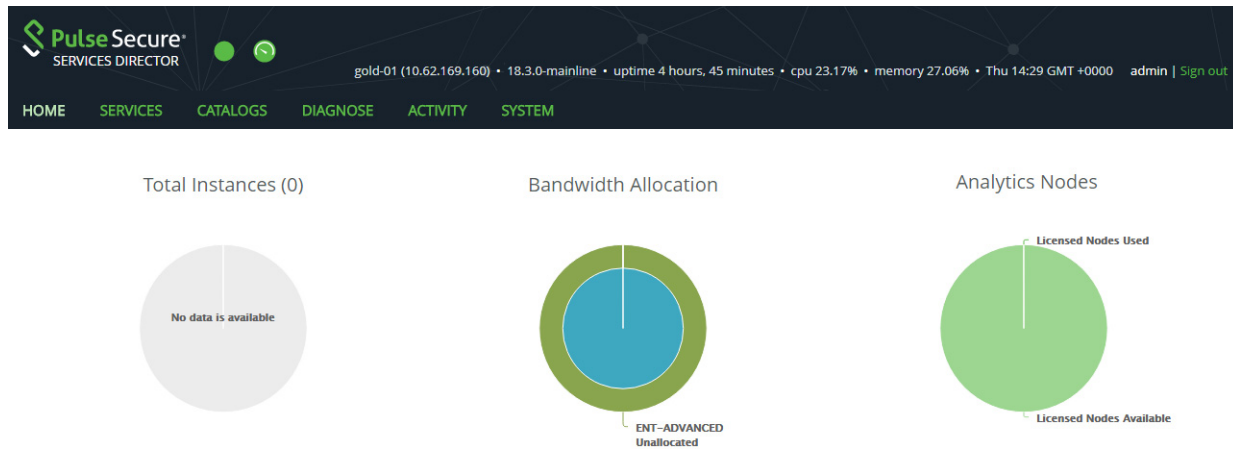 Pulse Secure®
SERVICES DIRECTOR
gold-01 (10.62.169.160) • 18.3.0-mainline • uptime 4 hours, 45 minutes • cpu 23.17% • memory 27.06% • Thu 14:29 GMT +0000 admin | Sign out
HOME SERVICES CATALOGS DIAGNOSE ACTIVITY SYSTEM
Total Instances (0) Bandwidth Allocation Analytics Nodes
Licensed Nodes Used
No data is available
Licensed Nodes Available
ENT-ADVANCED
Unallocated